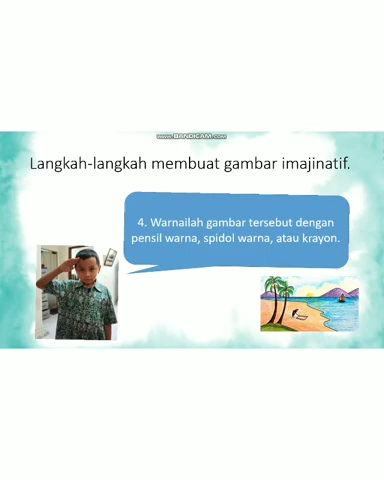 www.BANDICAM.COM
Langkah-langkah membuat gambar imajinatif.
4. Warnailah gambar tersebut dengan
pensil warna, spidol warna, atau krayon.